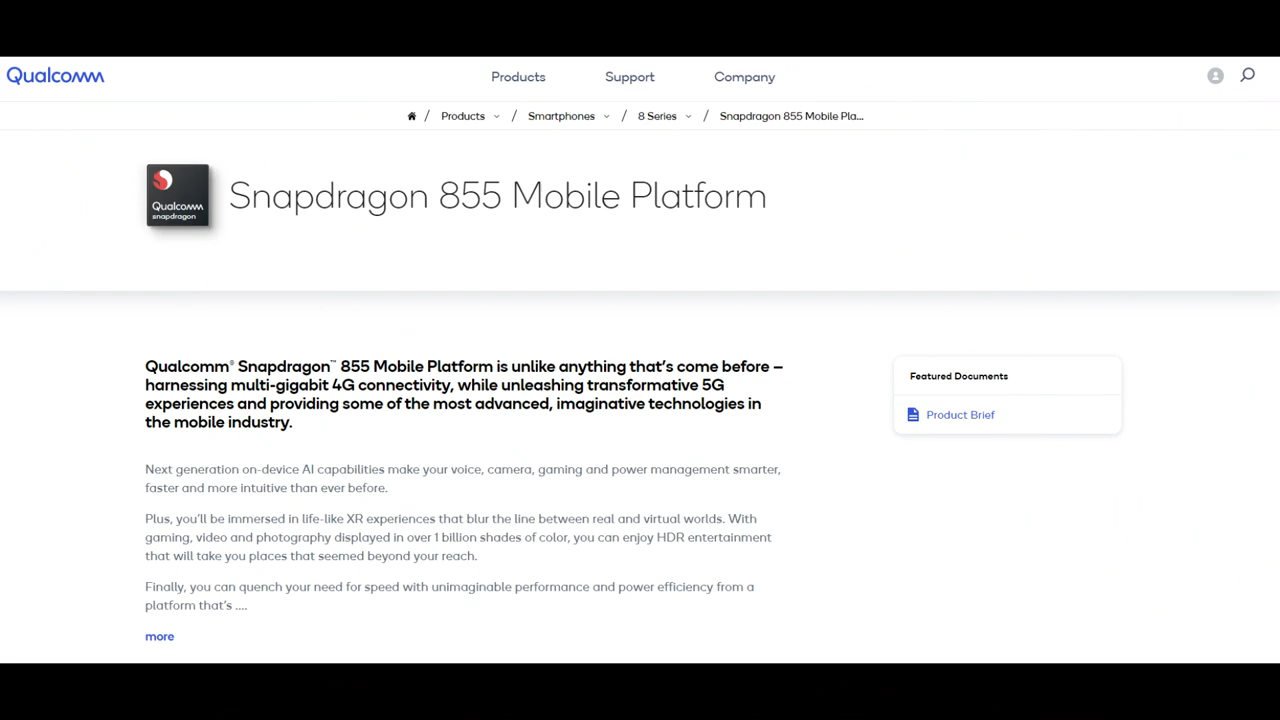 Qualcomm
Products Support Company
/ Products / Smartphones / 8 Series / Snapdragon 855 Mobile Pla...
Qualcomm
snapdragon
Snapdragon 855 Mobile Platform
Qualcomm® Snapdragon™ 855 Mobile Platform is unlike anything that's come before –
harnessing multi-gigabit 4G connectivity, while unleashing transformative 5G
experiences and providing some of the most advanced, imaginative technologies in
the mobile industry.
Featured Documents
Product Brief
Next generation on-device AI capabilities make your voice, camera, gaming and power management smarter,
faster and more intuitive than ever before.
Plus, you'll be immersed in life-like XR experiences that blur the line between real and virtual worlds. With
gaming, video and photography displayed in over 1 billion shades of color, you can enjoy HDR entertainment
that will take you places that seemed beyond your reach.
Finally, you can quench your need for speed with unimaginable performance and power efficiency from a
platform that's ....
more